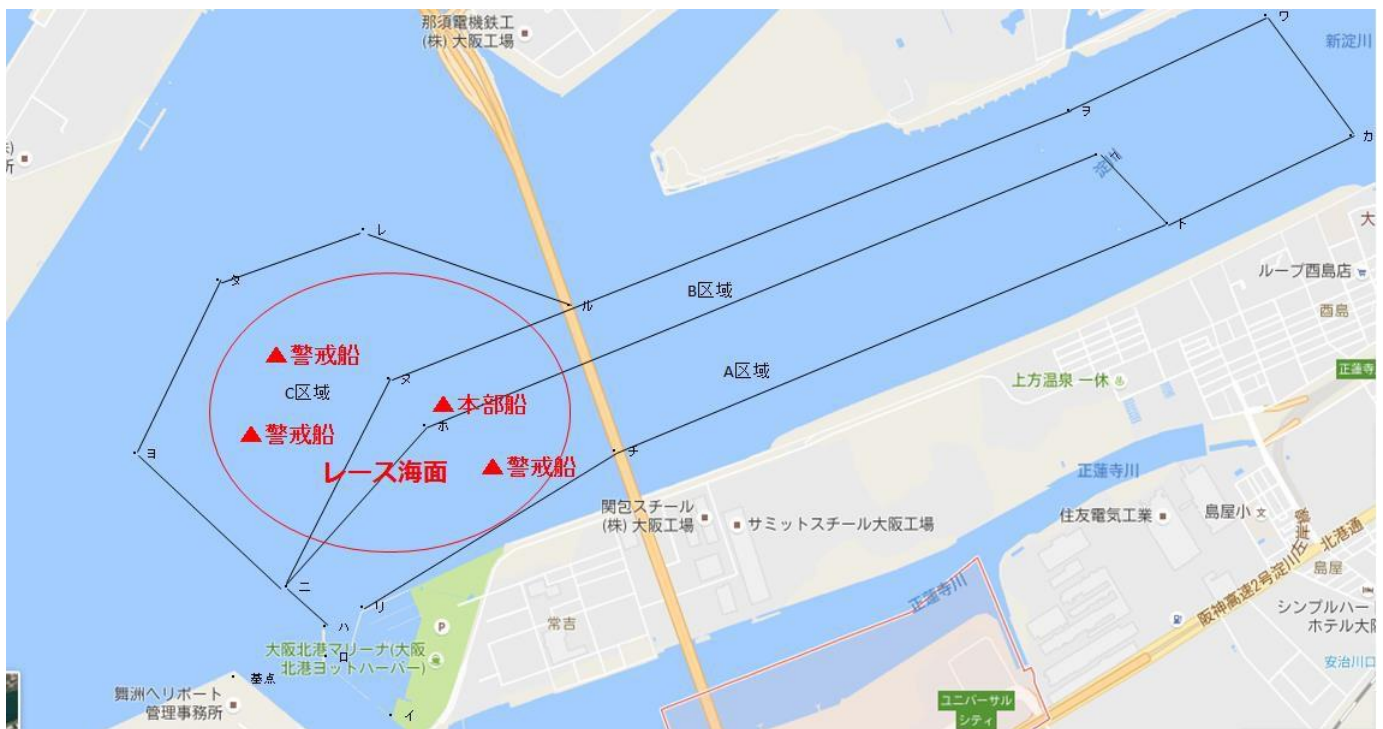 那須電機鉄工
(株) 大阪工場
ワ
新淀川
ヲ
カ
淀
ト
レ
タ
ル
B区域
A区域
ループ酉島店
酉島
大
警戒船
C区域
ヌ
本部船
ホ
警戒船
レース海面
警戒船
ヨ
チ
上方温泉 一休
正蓮寺
正蓮寺川
関包スチール
(株) 大阪工場
サミットスチール大阪工場
住友電気工業
島屋小
北港通
島屋
阪神高速2号淀川左岸線
正蓮寺川
ニ
リ
ハ
ロ
P
常吉
大阪北港マリーナ(大阪
北港ヨットハーバー)
基点
舞洲ヘリポート
管理事務所
イ
シンプルハート
ホテル大阪
安治川口
ユニバーサル
シティ
所